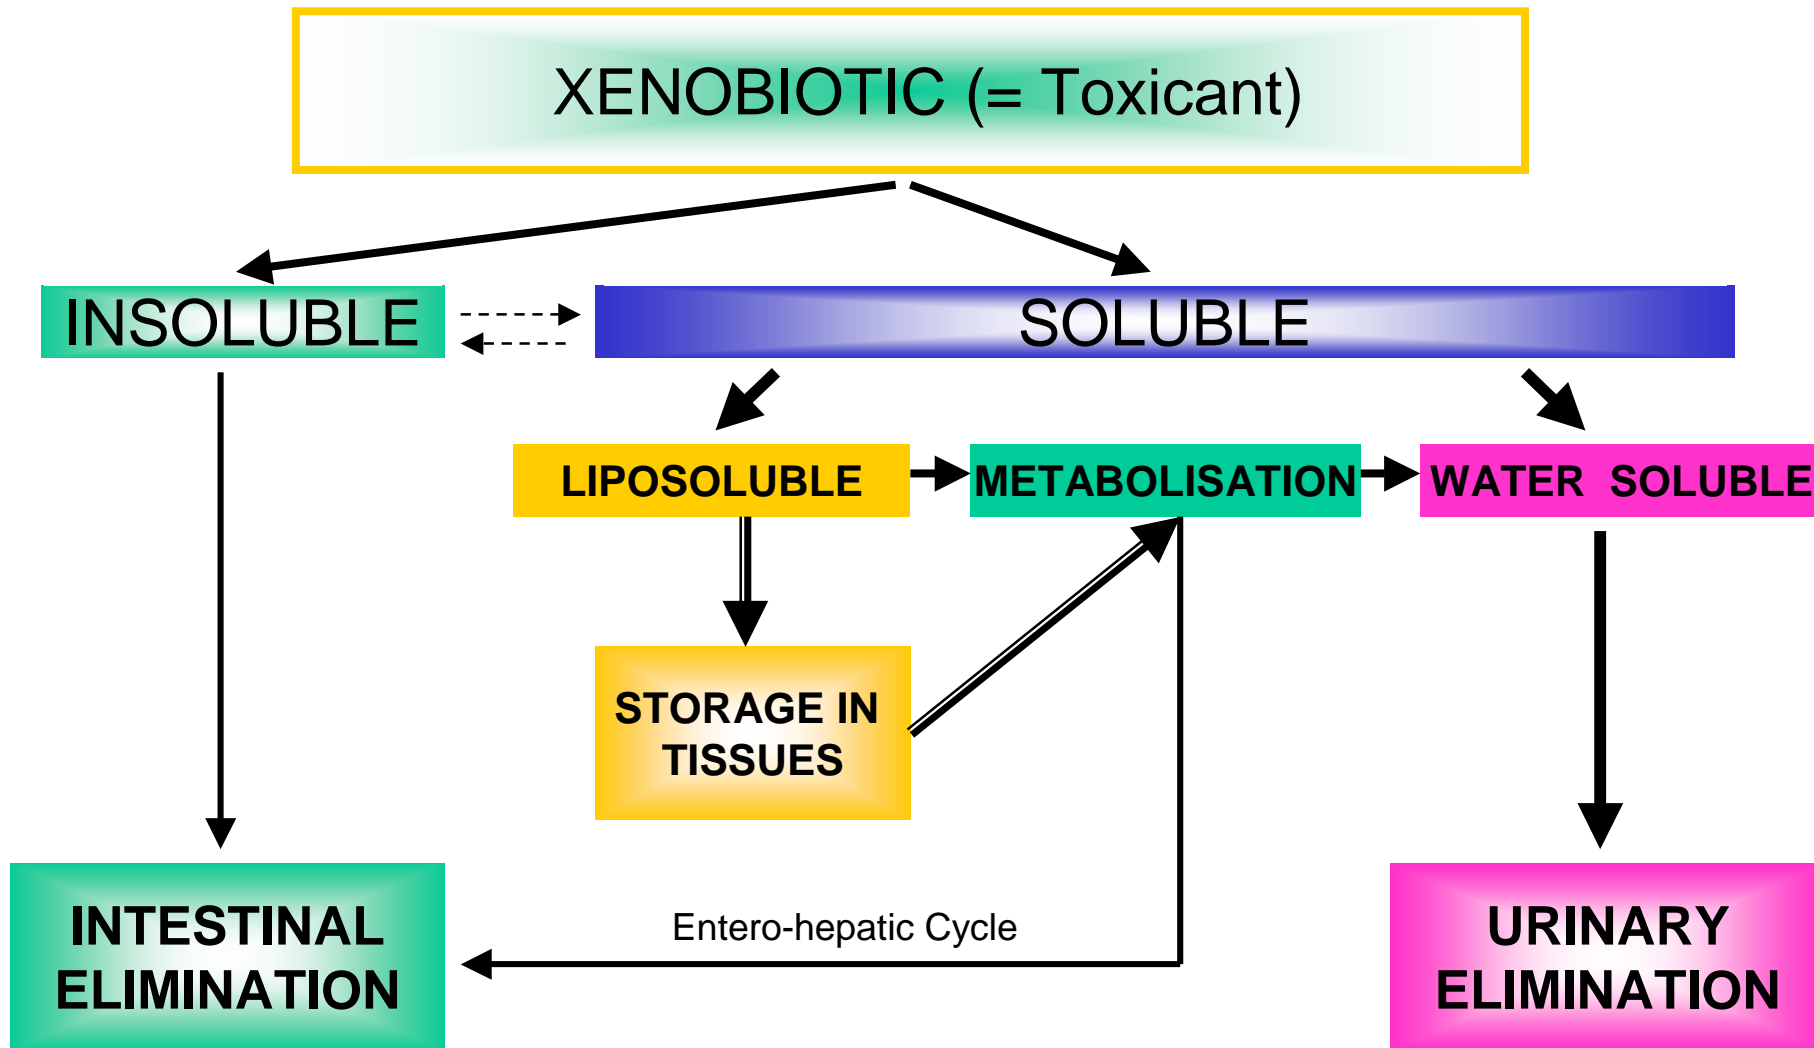 XENOBIOTIC (= Toxicant)
INSOLUBLE
SOLUBLE
LIPOSOLUBLE
METABOLISATION
WATER SOLUBLE
STORAGE IN
TISSUES
INTESTINAL
ELIMINATION
Entero-hepatic Cycle
URINARY
ELIMINATION